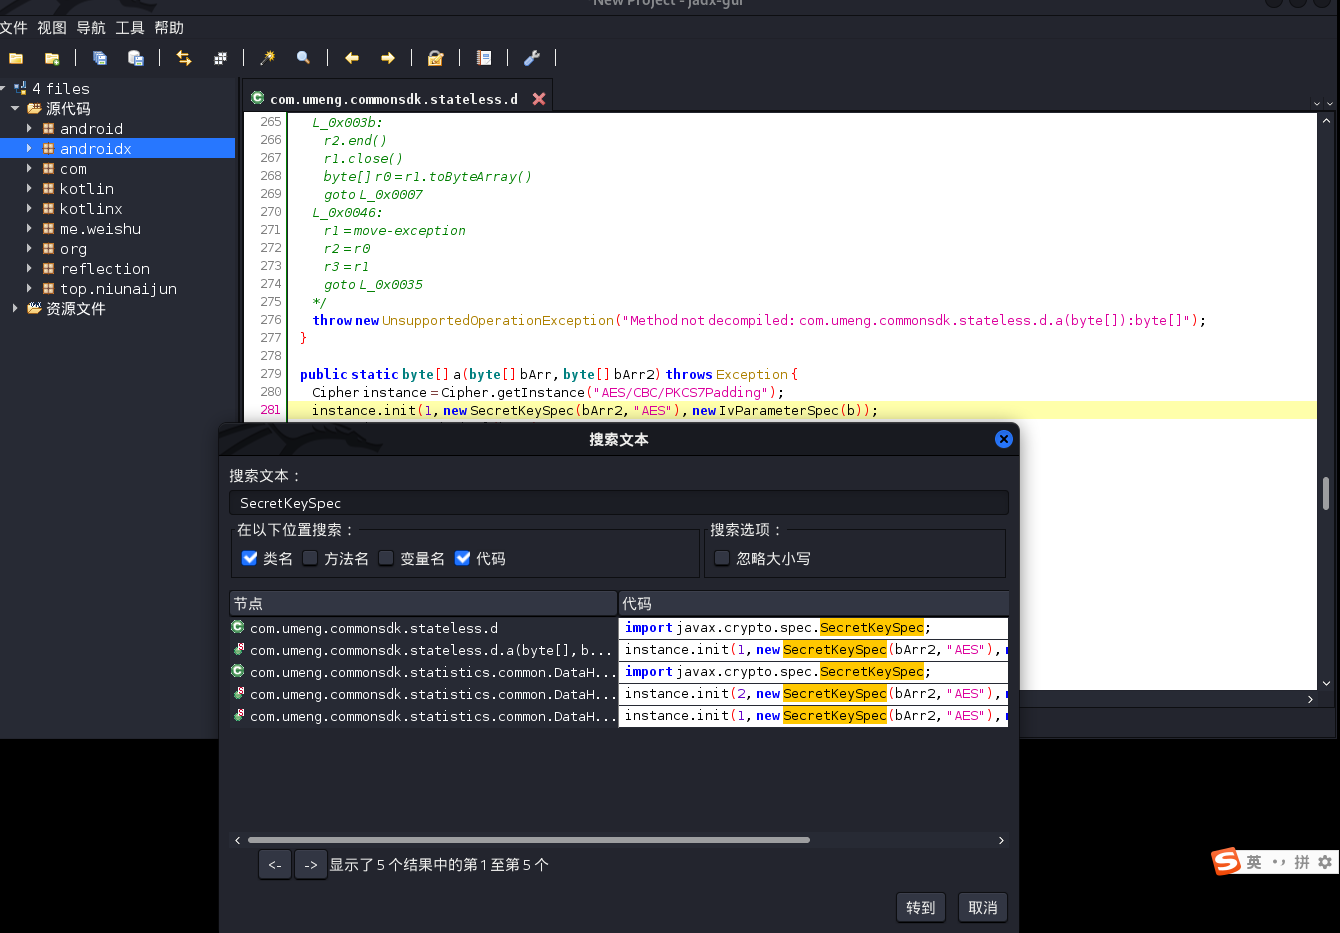 New Project - jadx-gui
文件 视图 导航 工具 帮助
4 files
源代码
android
androidx
com
kotlin
kotlinx
me.weishu
org
reflection
top.niunaijun
资源文件
com.umeng.commonsdk.stateless.d
265 L_0x003b:
266 r2.end()
267 r1.close()
268 byte[] r0 = r1.toByteArray()
269 goto L_0x0007
270 L_0x0046:
271 r1 = move-exception
272 r2 = r0
273 r3 = r1
274 goto L_0x0035
275 */
276 throw new UnsupportedOperationException("Method not decompiled: com.umeng.commonsdk.stateless.d.a(byte[]):byte[]");
277 }
278
279 public static byte[] a(byte[] bArr, byte[] bArr2) throws Exception {
280 Cipher instance = Cipher.getInstance("AES/CBC/PKCS7Padding");
281 instance.init(1, new SecretKeySpec(bArr2, "AES"), new IvParameterSpec(b));
搜索文本
搜索文本：
SecretKeySpec
在以下位置搜索：
类名 方法名 变量名 代码
搜索选项：
忽略大小写
节点 代码
com.umeng.commonsdk.stateless.d import javax.crypto.spec.SecretKeySpec;
com.umeng.commonsdk.stateless.d.a(byte[], b... instance.init(1, new SecretKeySpec(bArr2, "AES"), n
com.umeng.commonsdk.statistics.common.DataH... import javax.crypto.spec.SecretKeySpec;
com.umeng.commonsdk.statistics.common.DataH... instance.init(2, new SecretKeySpec(bArr2, "AES"), n
com.umeng.commonsdk.statistics.common.DataH... instance.init(1, new SecretKeySpec(bArr2, "AES"), n
<- -> 显示了 5 个结果中的第 1 至第 5 个
转到 取消
S 英 拼